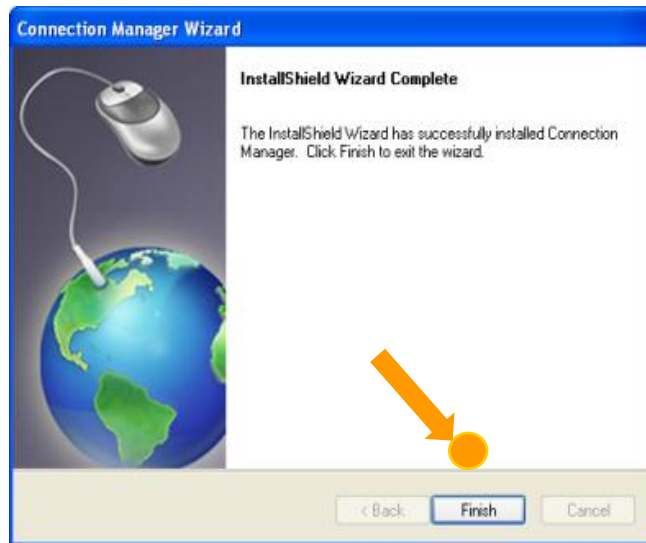 Connection Manager Wizard
InstallShield Wizard Complete
The InstallShield Wizard has successfully installed Connection
Manager. Click Finish to exit the wizard.
< Back
Finish
Cancel